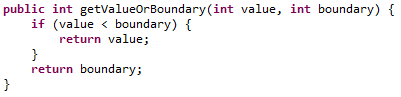 public int getValueOrBoundary(int value, int boundary) {
    if (value < boundary) {
        return value;
    }
    return boundary;
}